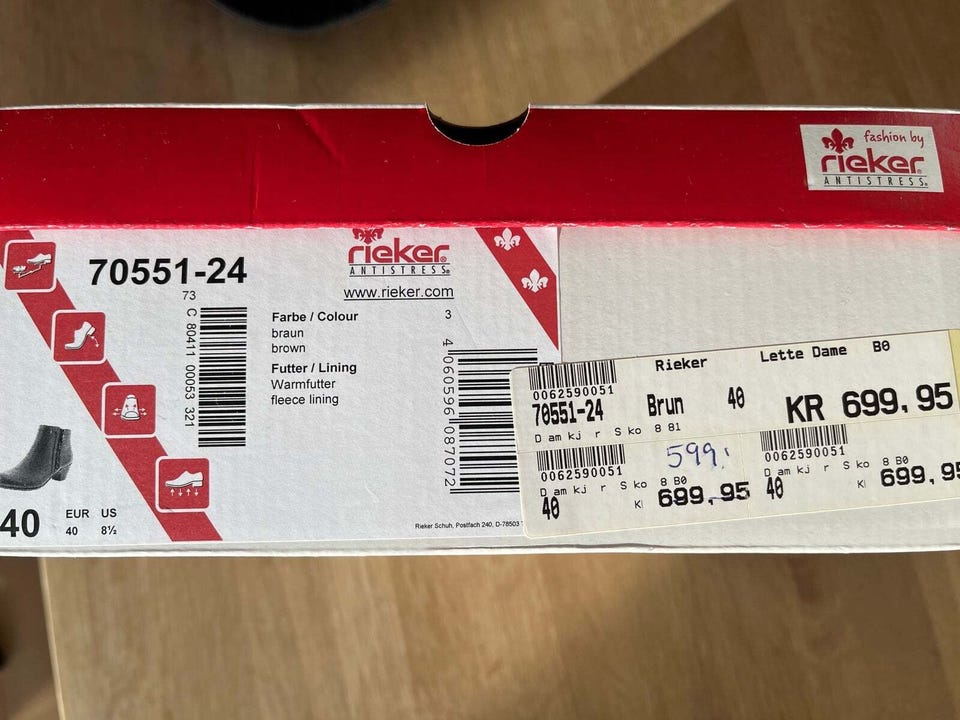 fashion by
rieker
ANTISTRESS
70551-24
73
C 80411 00053 321
rieker
ANTISTRESS
www.rieker.com
Farbe / Colour
braun
brown
Futter / Lining
Warmfutter
fleece lining
3
4 060596 087072
40
EUR US
40 8½
Rieker Schuh, Postfach 240, D-78503
0062590051
Rieker
Lette Dame B0
70551-24
Brun 40
KR 699,95
D am kj r S ko 8 81
0062590051
599,
D am kj r S ko 8 B0
40
699,95
0062590051
D am kj r S ko 8 B0
40
699,95